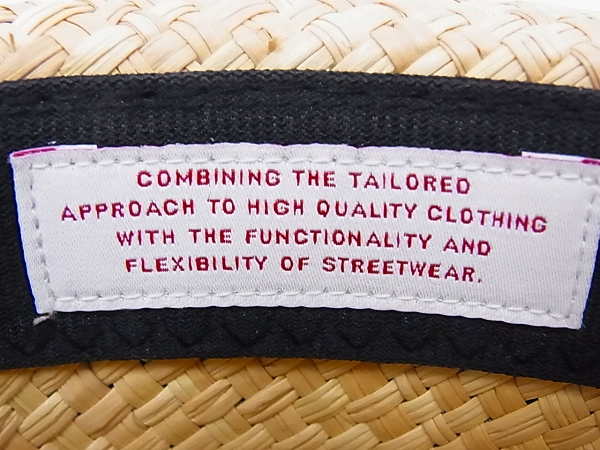 COMBINING THE TAILORED
APPROACH TO HIGH QUALITY CLOTHING
WITH THE FUNCTIONALITY AND
FLEXIBILITY OF STREETWEAR.